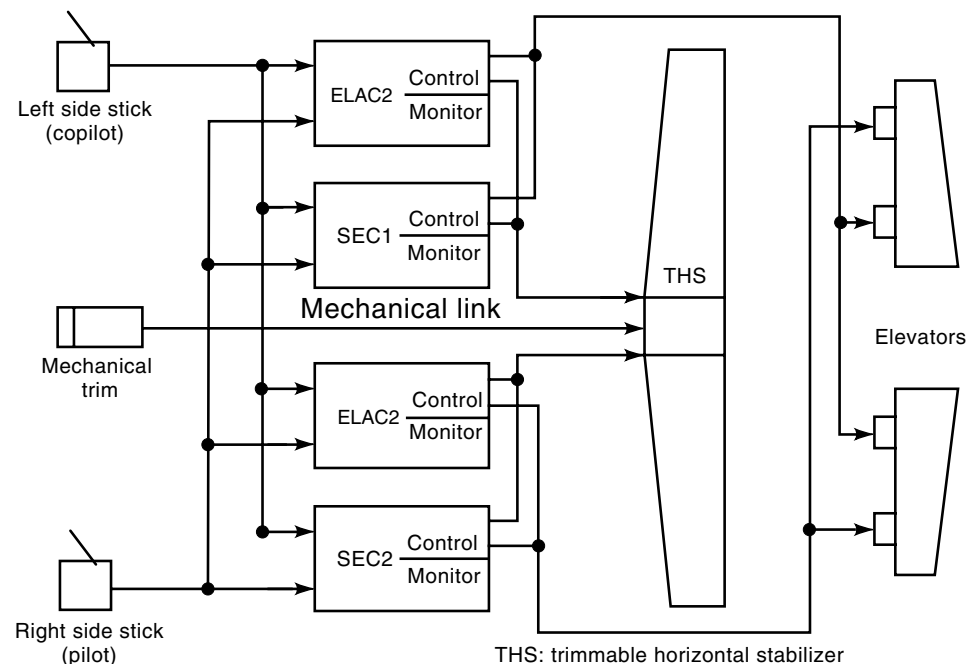 Left side stick
(copilot)
ELAC2
Control
Monitor
SEC1
Control
Monitor
THS
Mechanical link
Mechanical
trim
Elevators
ELAC2
Control
Monitor
SEC2
Control
Monitor
Right side stick
(pilot)
THS: trimmable horizontal stabilizer